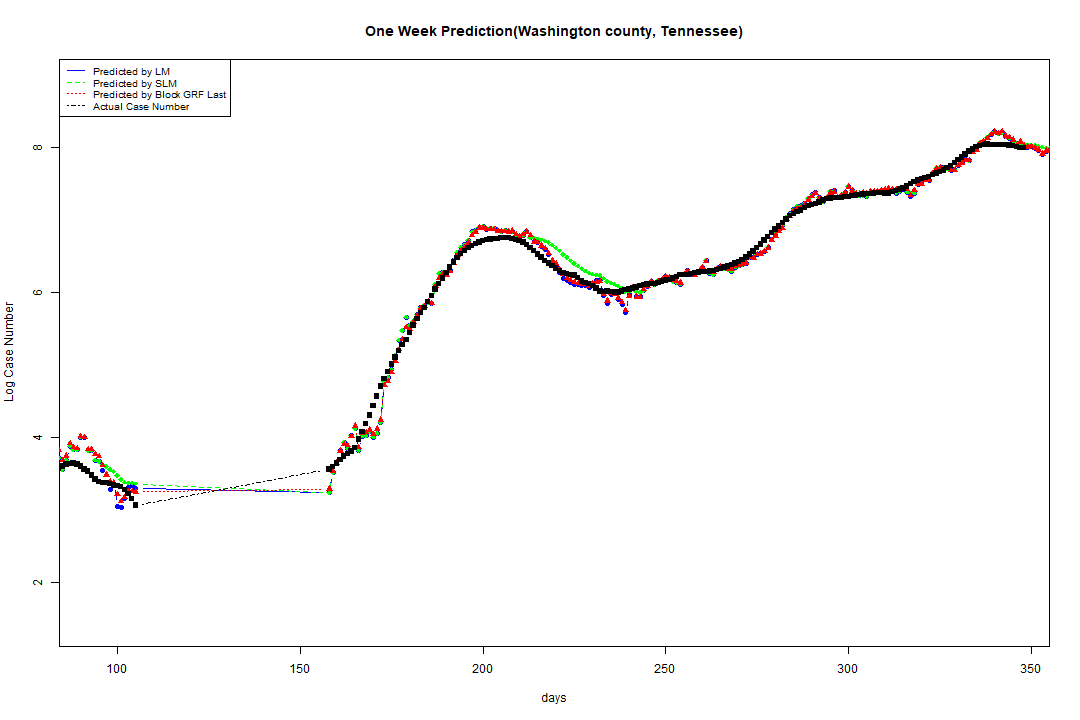 One Week Prediction(Washington county, Tennessee)
Predicted by LM
Predicted by SLM
Predicted by Block GRF Last
Actual Case Number
8
6
4
2
Log Case Number
100 150 200 250 300 350
days